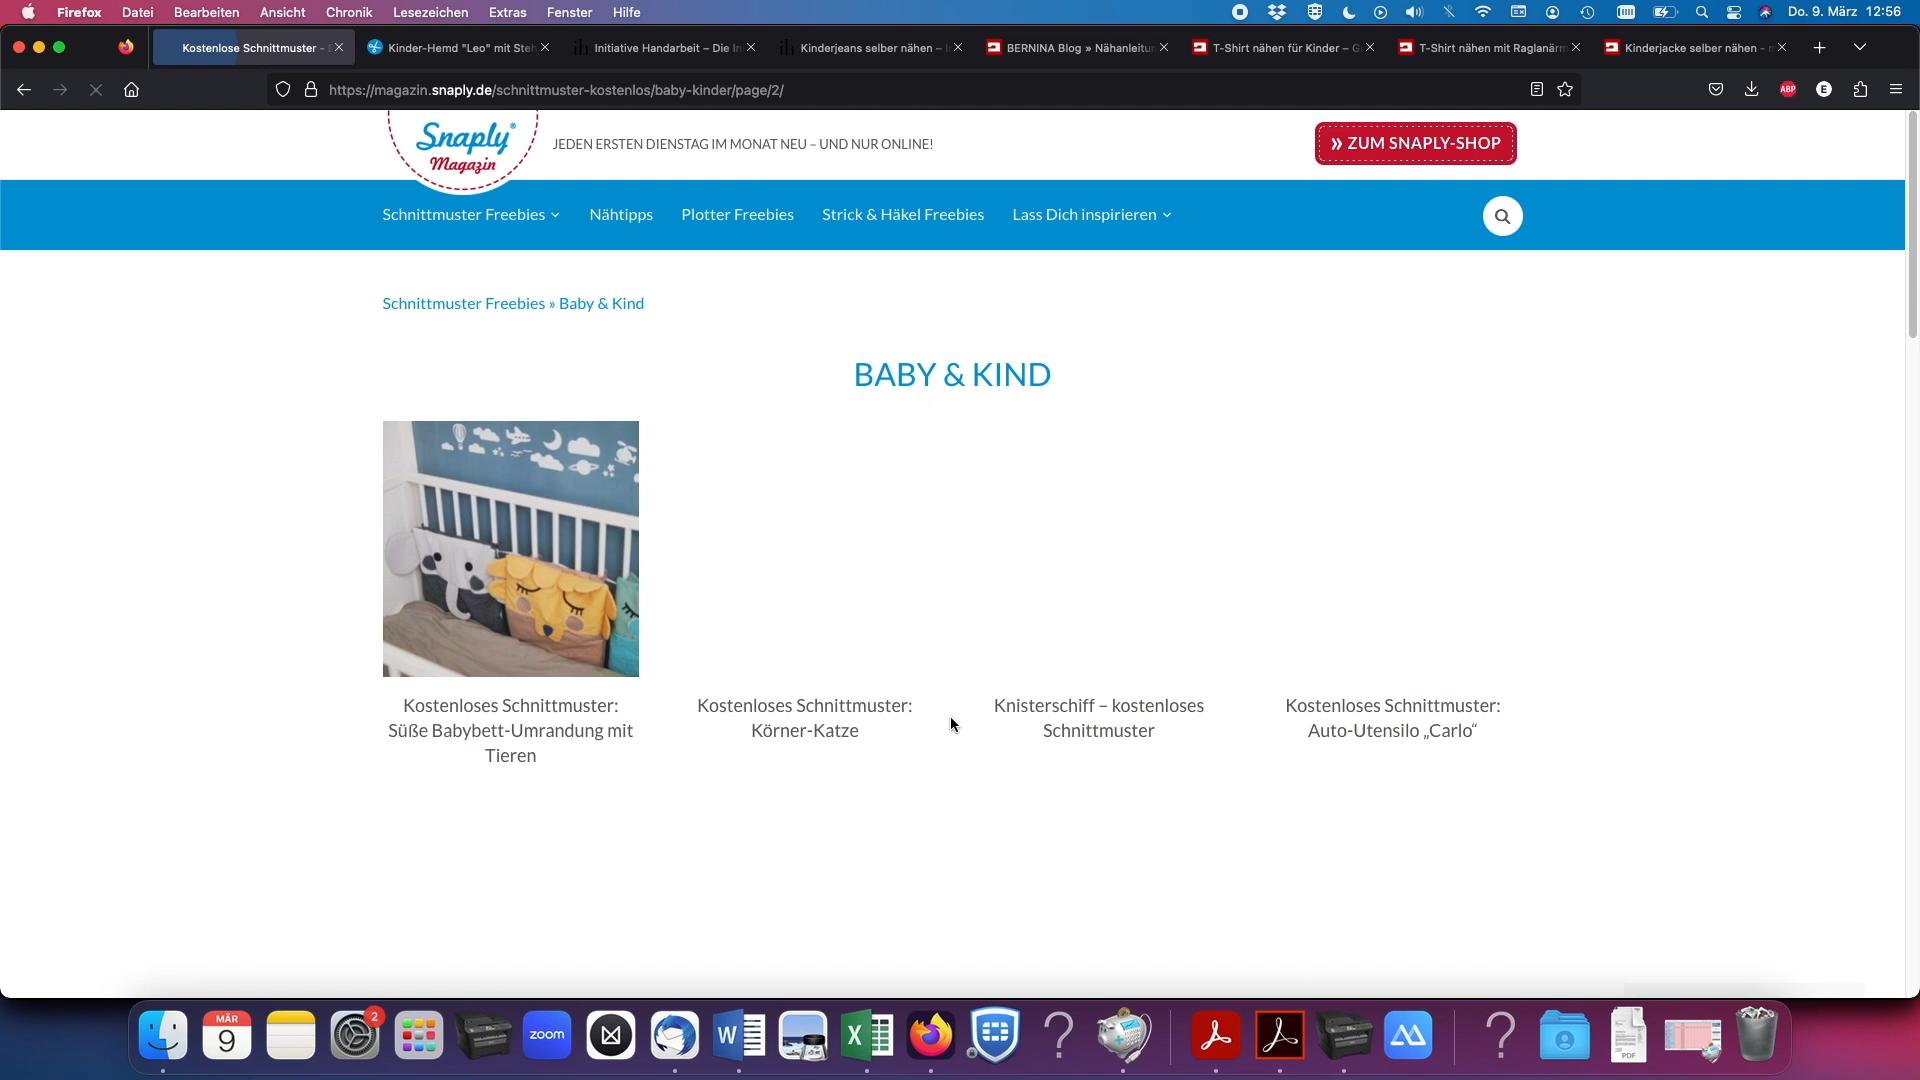 Firefox Datei Bearbeiten Ansicht Chronik Lesezeichen Extras Fenster Hilfe
Do. 9. März 12:56
Kostenlose Schnittmuster -
Kinder-Hemd "Leo" mit Steh
Initiative Handarbeit – Die In
Kinderjeans selber nähen – I
BERNINA Blog » Nähanleitun
T-Shirt nähen für Kinder – G
T-Shirt nähen mit Raglanärm
Kinderjacke selber nähen -
https://magazin.snaply.de/schnittmuster-kostenlos/baby-kinder/page/2/
ABP
E
Snaply®
Magazin
JEDEN ERSTEN DIENSTAG IM MONAT NEU – UND NUR ONLINE!
» ZUM SNAPLY-SHOP
Schnittmuster Freebies
Nähtipps
Plotter Freebies
Strick & Häkel Freebies
Lass Dich inspirieren
Schnittmuster Freebies » Baby & Kind
BABY & KIND
Kostenloses Schnittmuster:
Süße Babybett-Umrandung mit
Tieren
Kostenloses Schnittmuster:
Körner-Katze
Knisterschiff – kostenloses
Schnittmuster
Kostenloses Schnittmuster:
Auto-Utensilo „Carlo“
MÄR
9
2
zoom
W
X
PDF